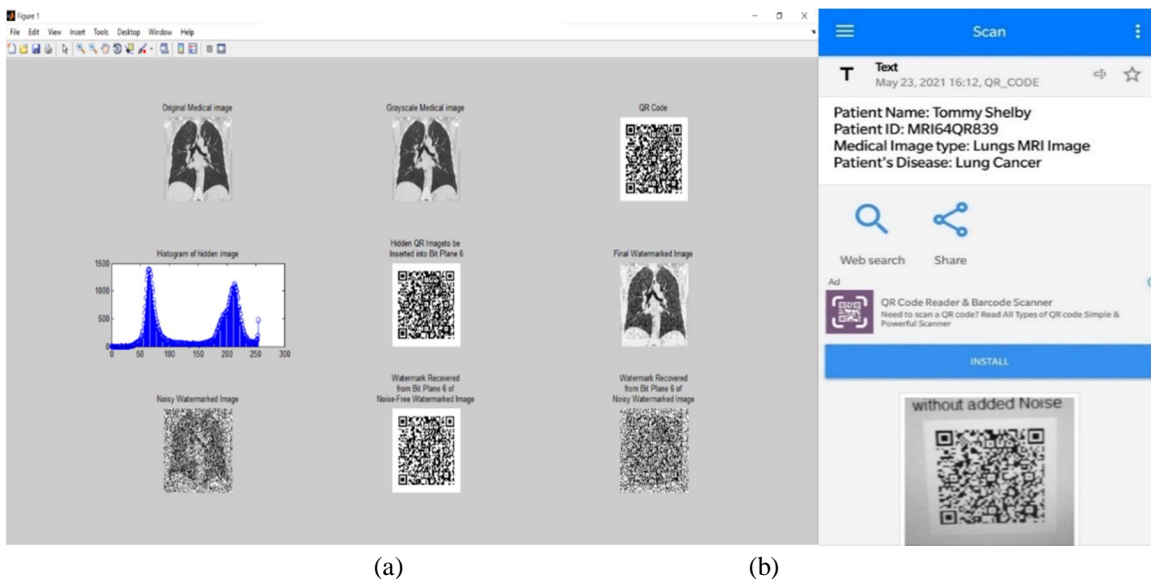 Figure 1
File Edit View Insert Tools Desktop Window Help
Original Medical image
Grayscale Medical image
QR Code
Histogram of hidden image
1500
1000
500
0
0 50 100 150 200 250 300
Hidden QR Imageto be
Inserted into Bit Plane 6
Final Watermarked Image
Noisy Watermarked Image
Watermark Recovered
from Bit Plane 6 of
Noise-Free Watermarked Image
Watermark Recovered
from Bit Plane 6 of
Noisy Watermarked Image
(a)
Scan
T
Text
May 23, 2021 16:12, QR_CODE
Patient Name: Tommy Shelby
Patient ID: MRI64QR839
Medical Image type: Lungs MRI Image
Patient's Disease: Lung Cancer
Web search Share
Ad
QR Code Reader & Barcode Scanner
Need to scan a QR code? Read All Types of QR code Simple &
Powerful Scanner
INSTALL
without added Noise
(b)